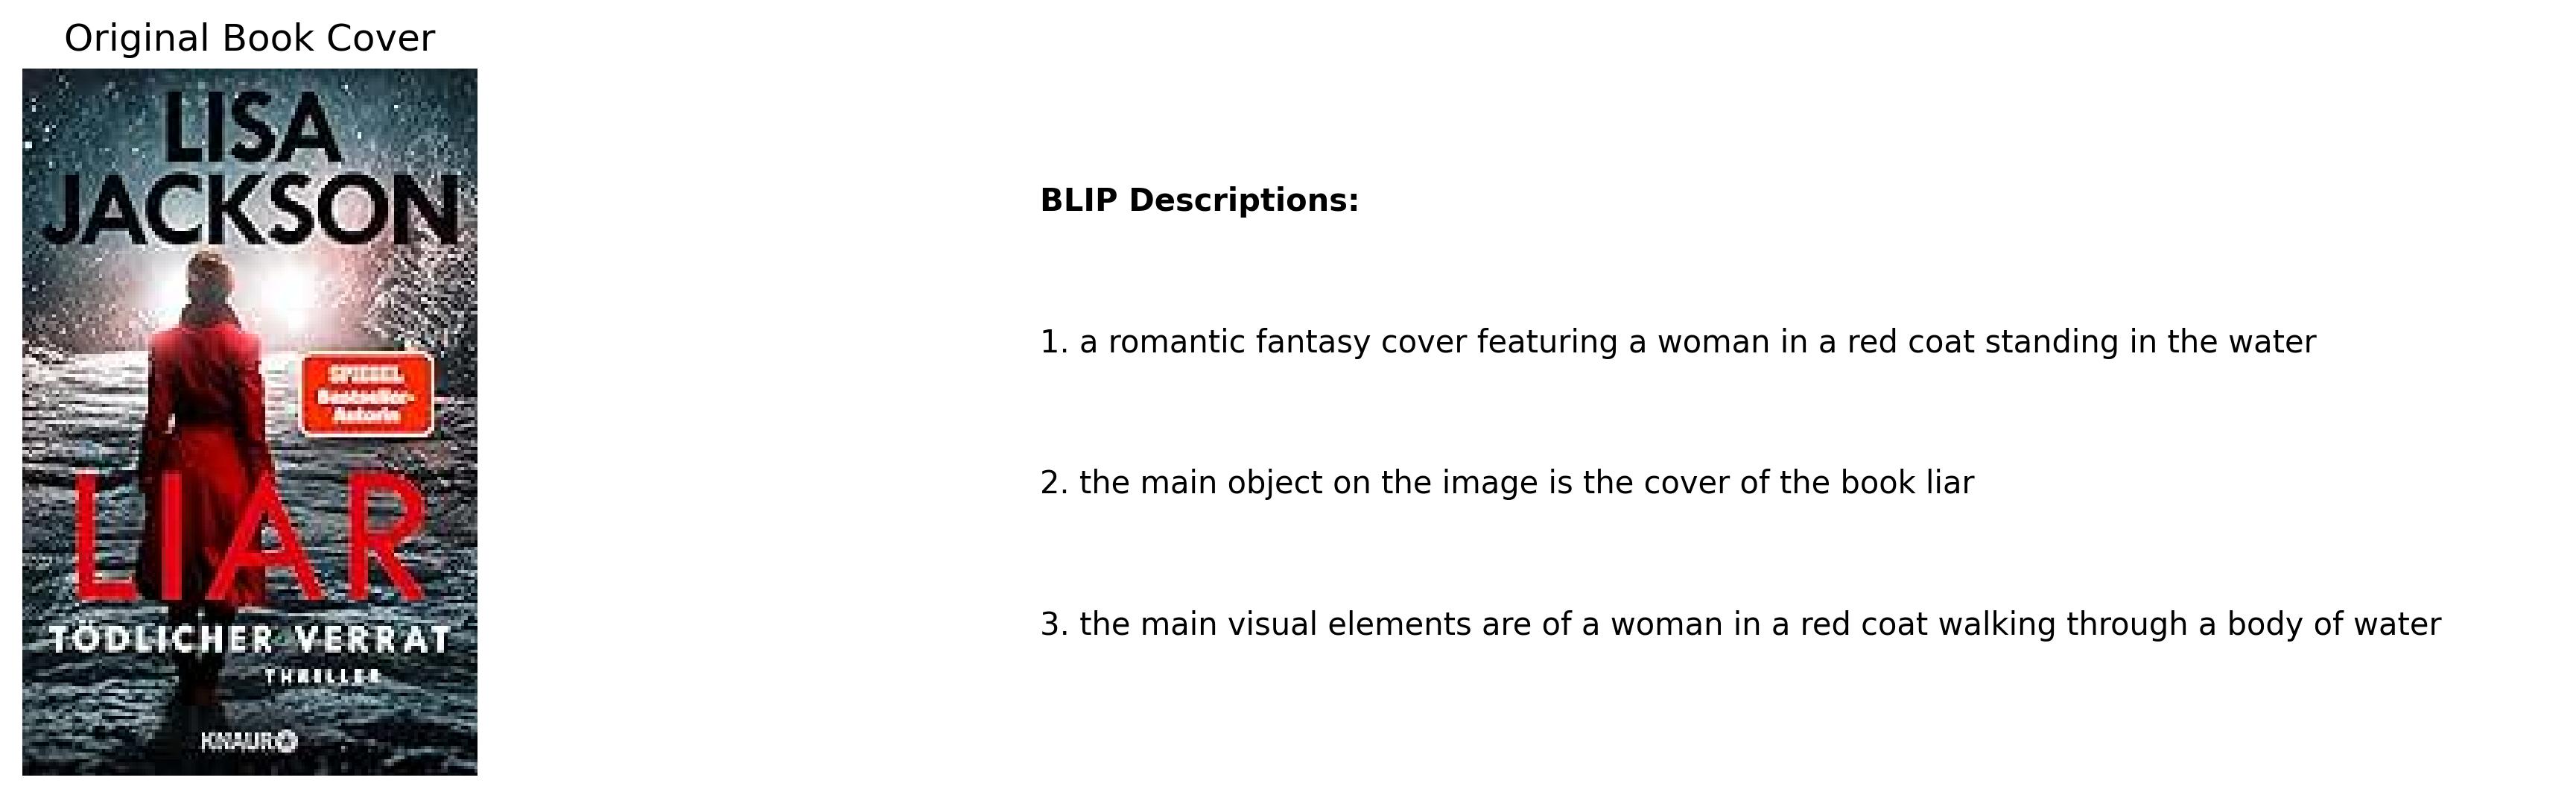 Original Book Cover
LISA
JACKSON
SPIEGEL
Bestseller-
Autorin
LIAR
TÖDLICHER VERRAT
THRILLER
KNAUR
BLIP Descriptions:
1. a romantic fantasy cover featuring a woman in a red coat standing in the water
2. the main object on the image is the cover of the book liar
3. the main visual elements are of a woman in a red coat walking through a body of water